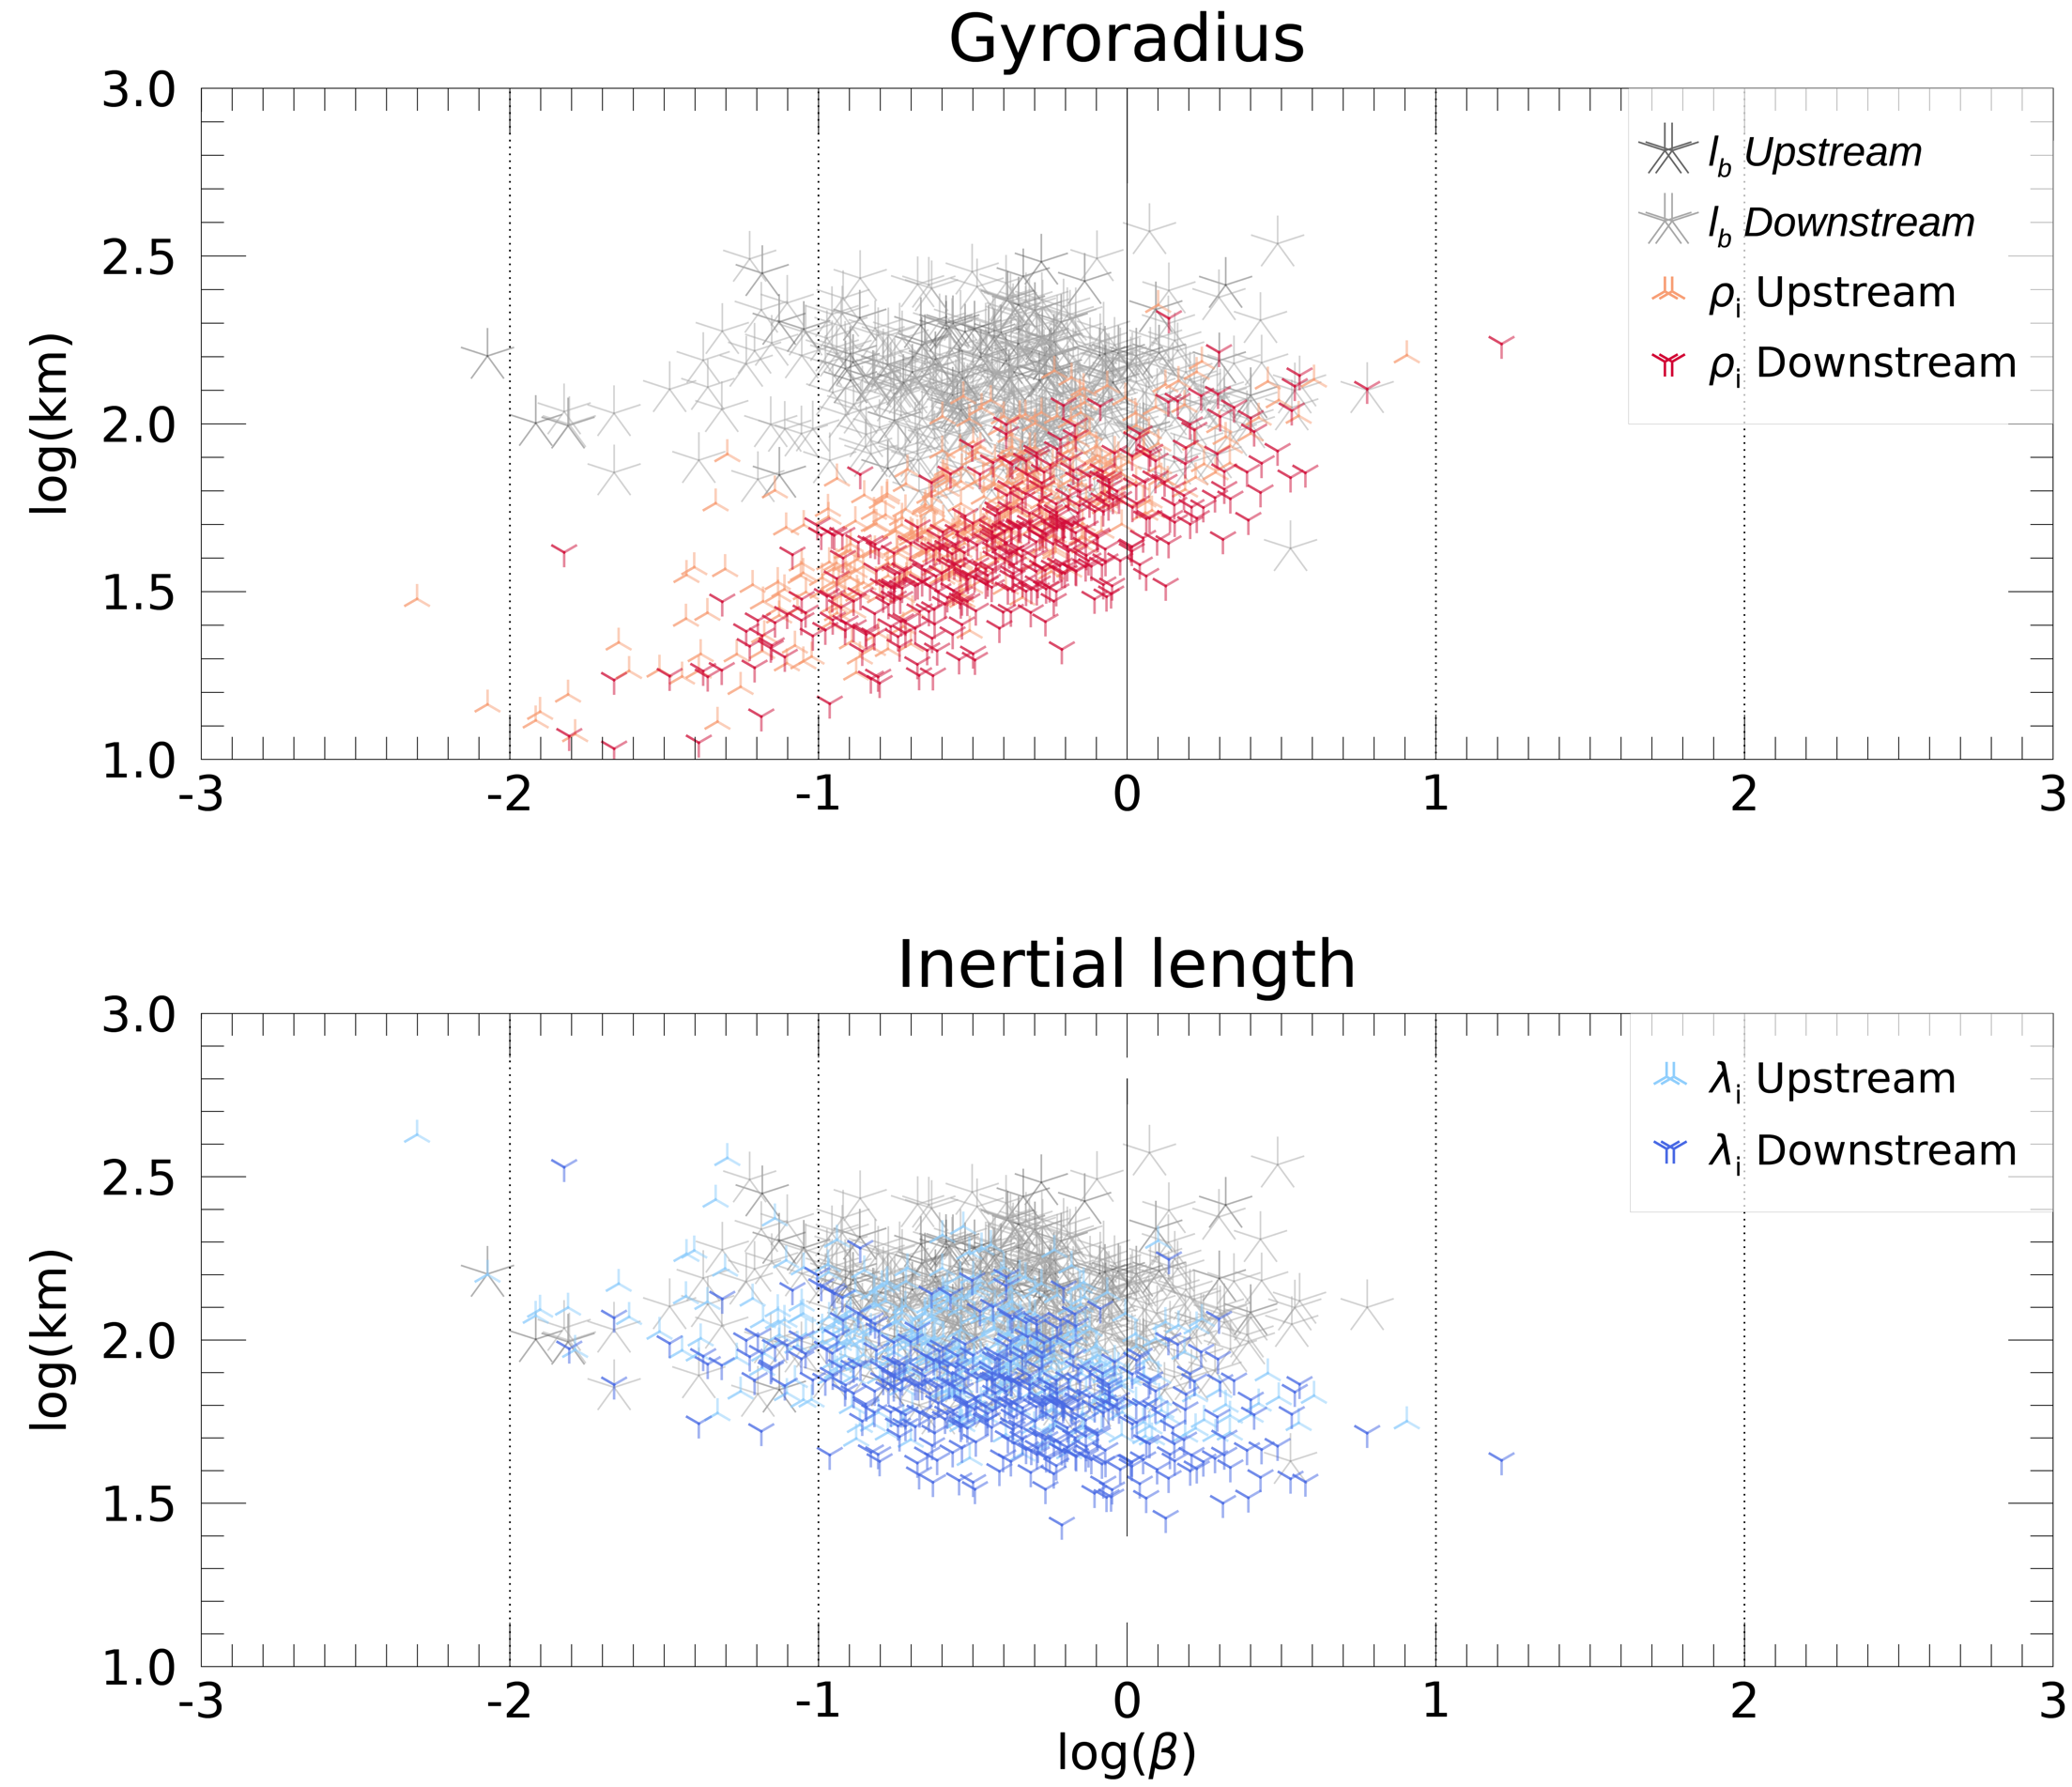 Gyroradius
3.0
2.5
2.0
1.5
1.0
log(km)
l_b Upstream
l_b Downstream
ρ_i Upstream
ρ_i Downstream
-3 -2 -1 0 1 2 3
Inertial length
3.0
2.5
2.0
1.5
1.0
log(km)
λ_i Upstream
λ_i Downstream
-3 -2 -1 0 1 2 3
log(β)